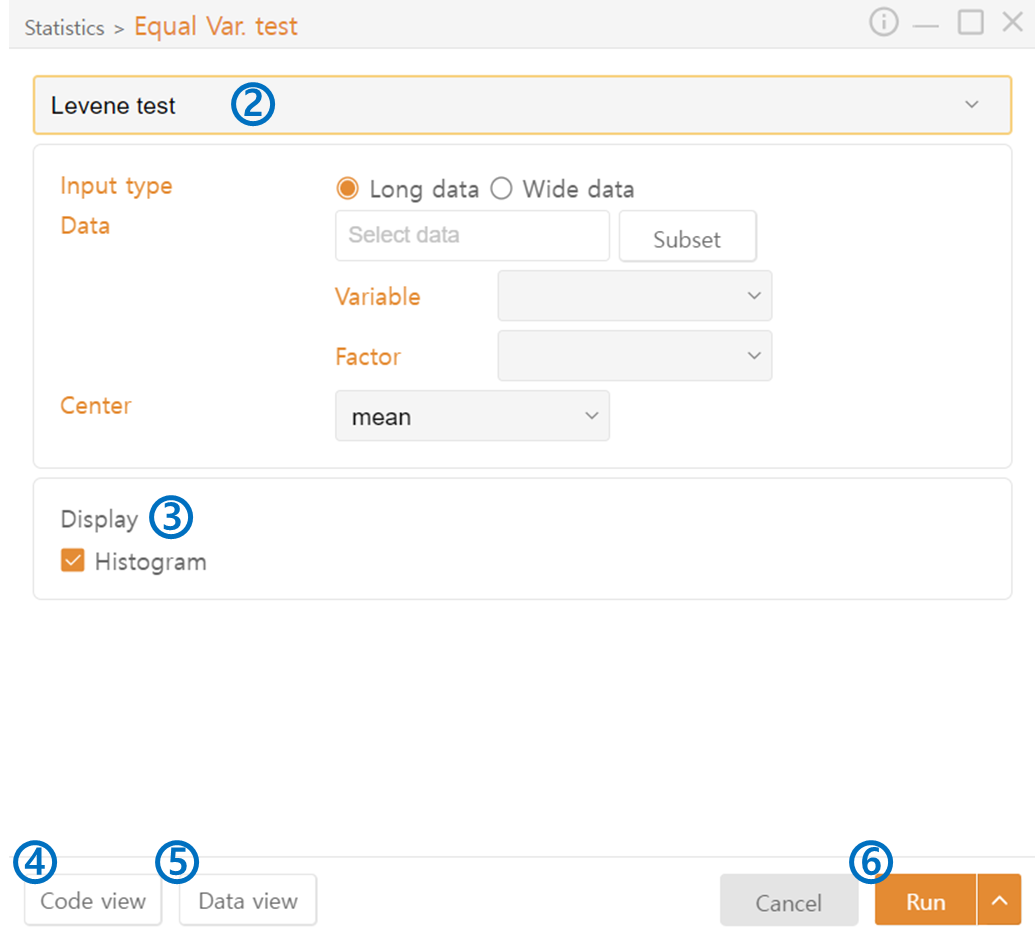 Statistics > Equal Var. test
Levene test ②
Input type Long data Wide data
Data Select data Subset
Variable
Factor
Center mean
Display ③
Histogram
④ ⑤ ⑥
Code view Data view Cancel Run